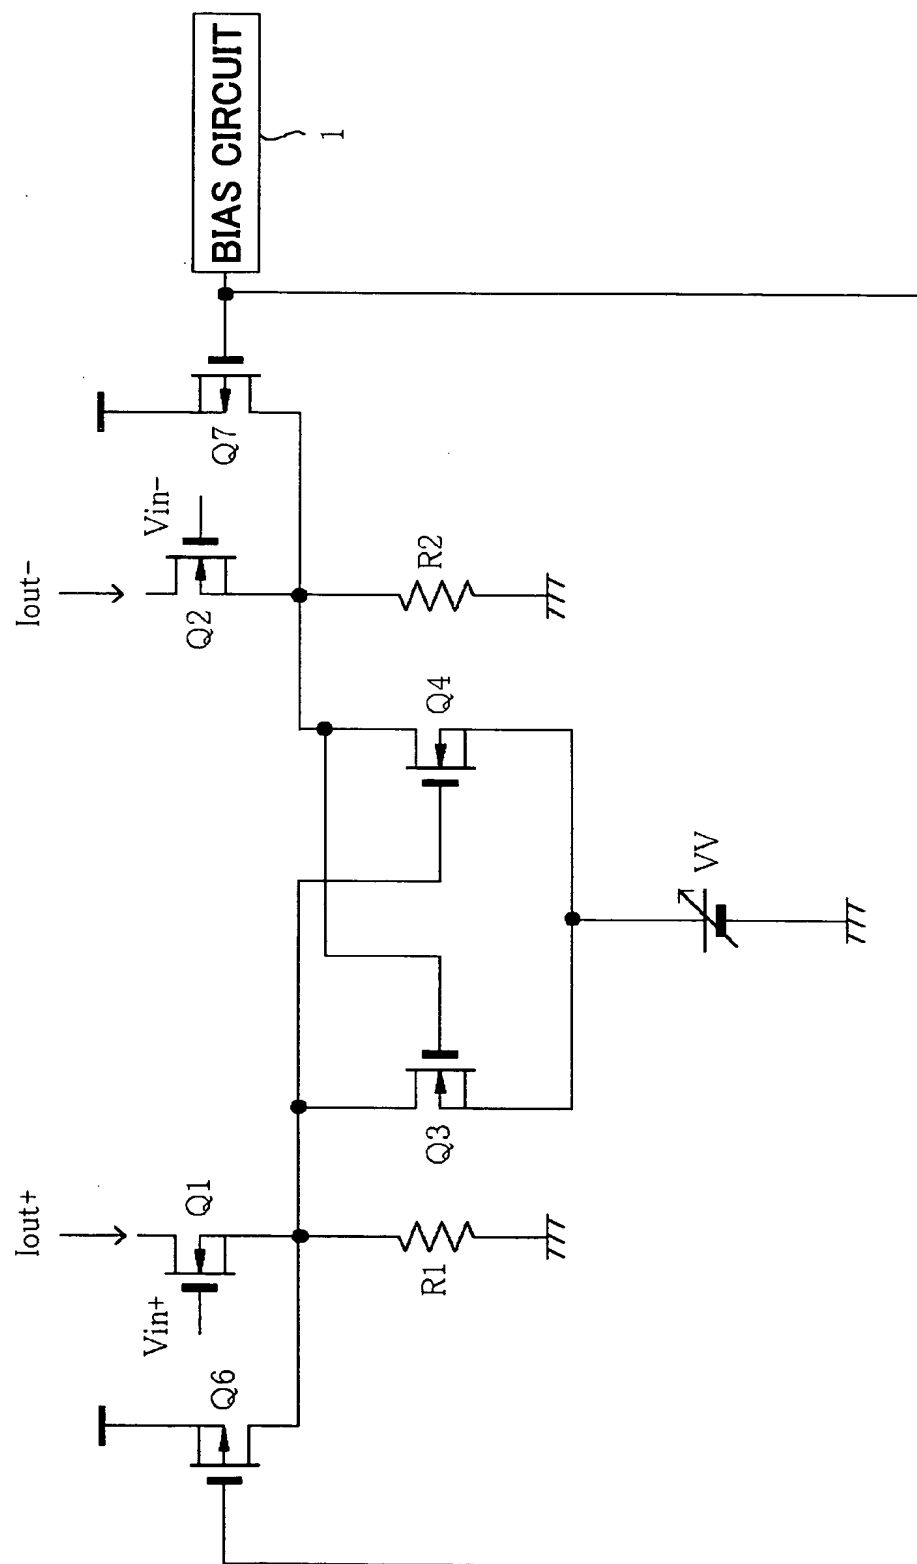 Iout+
Iout-
Vin+
Q1
Vin-
Q2
Q6
Q7
BIAS CIRCUIT
1
R1
Q3
Q4
R2
VV